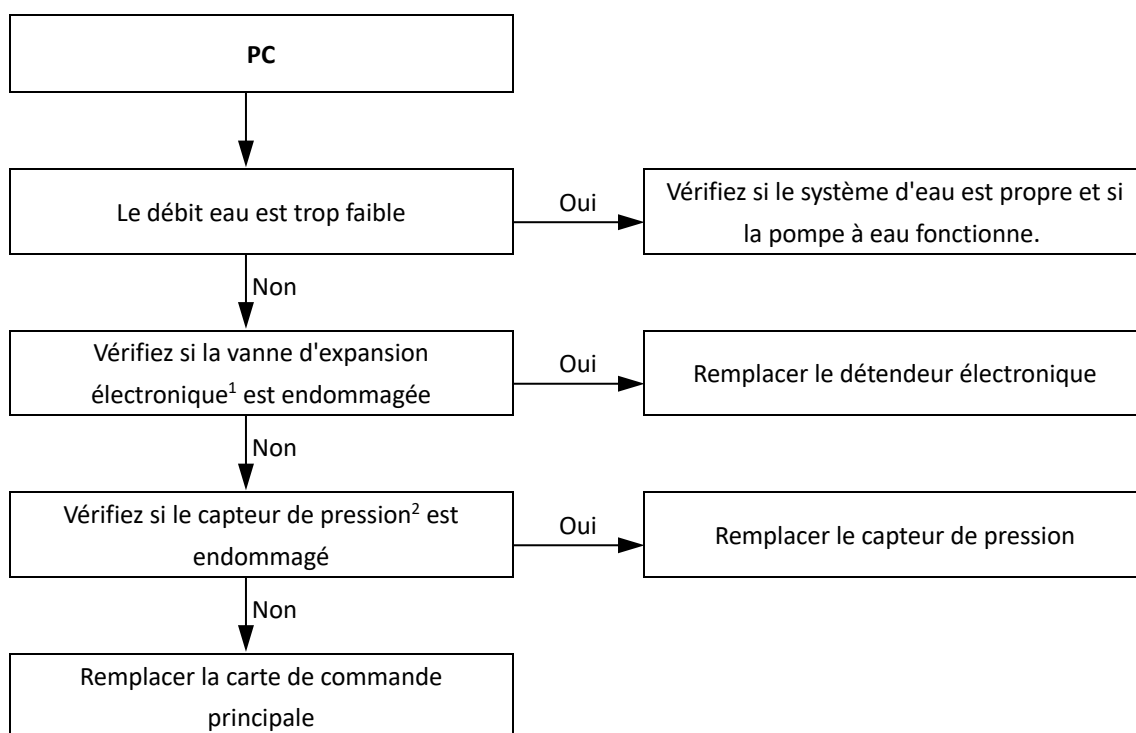 PC
Le débit eau est trop faible
Oui
Vérifiez si le système d'eau est propre et si
la pompe à eau fonctionne.
Non
Vérifiez si la vanne d'expansion
électronique¹ est endommagée
Oui
Remplacer le détendeur électronique
Non
Vérifiez si le capteur de pression² est
endommagé
Oui
Remplacer le capteur de pression
Non
Remplacer la carte de commande
principale